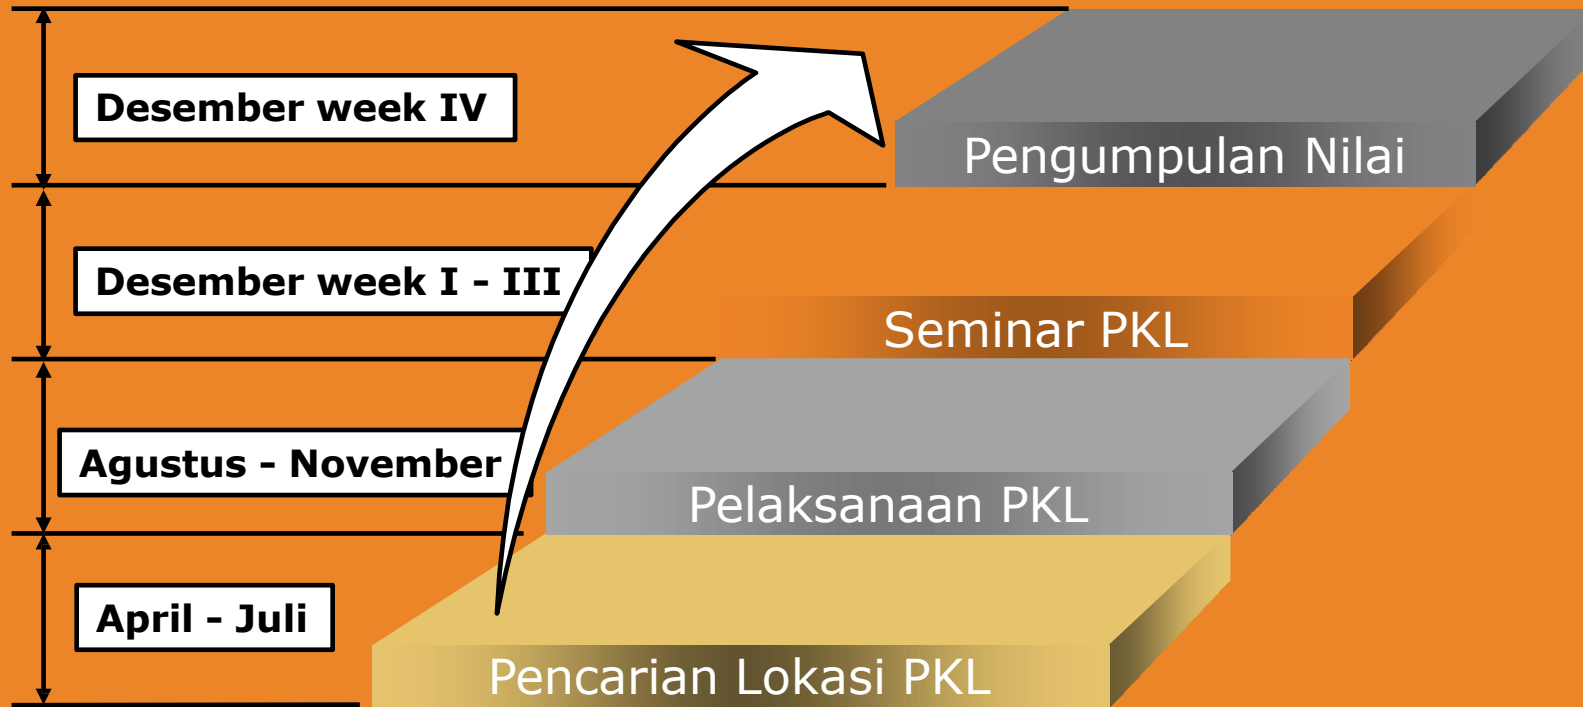 Desember week IV
Pengumpulan Nilai
Desember week I - III
Seminar PKL
Agustus - November
Pelaksanaan PKL
April - Juli
Pencarian Lokasi PKL